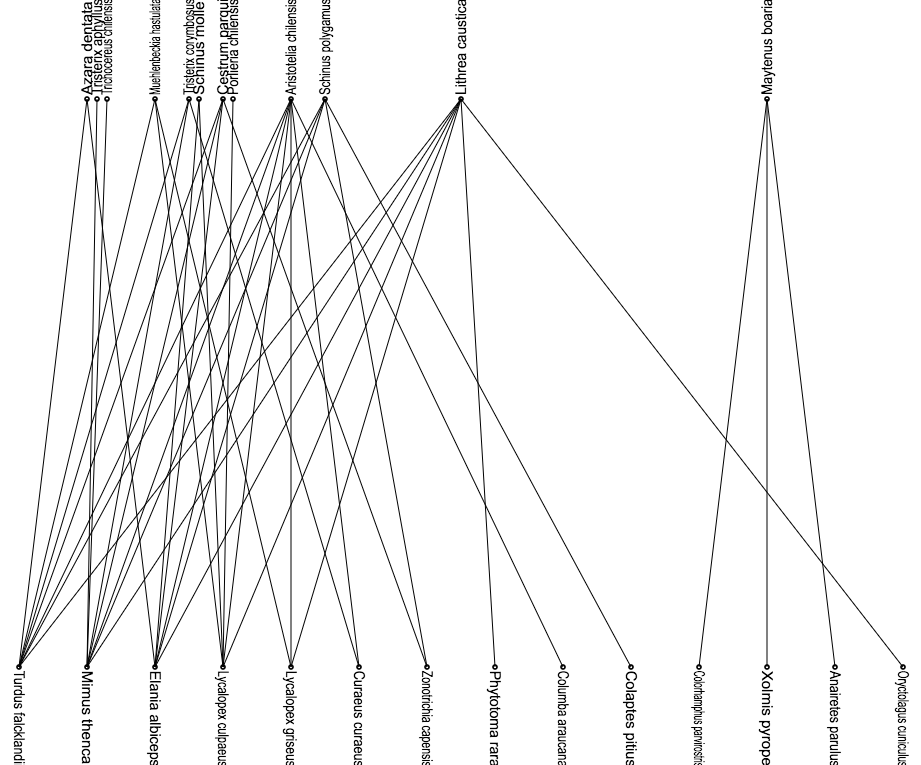 Azara dentata
Tristerix aphyllus
Trichocereus chilensis
Muehlenbeckia hastulata
Tristerix corymbosus
Schinus molle
Cestrum parqui
Porlieria chilensis
Aristotelia chilensis
Schinus polygamus
Lithrea caustica
Maytenus boaria
Turdus falcklandii
Mimus thenca
Elania albiceps
Lycalopex culpaeus
Lycalopex griseus
Curaeus curaeus
Zonotrichia capensis
Phytotoma rara
Columba araucana
Colaptes pitius
Colorhamphus parvirostris
Xolmis pyrope
Anairetes parulus
Oryctolagus cuniculus